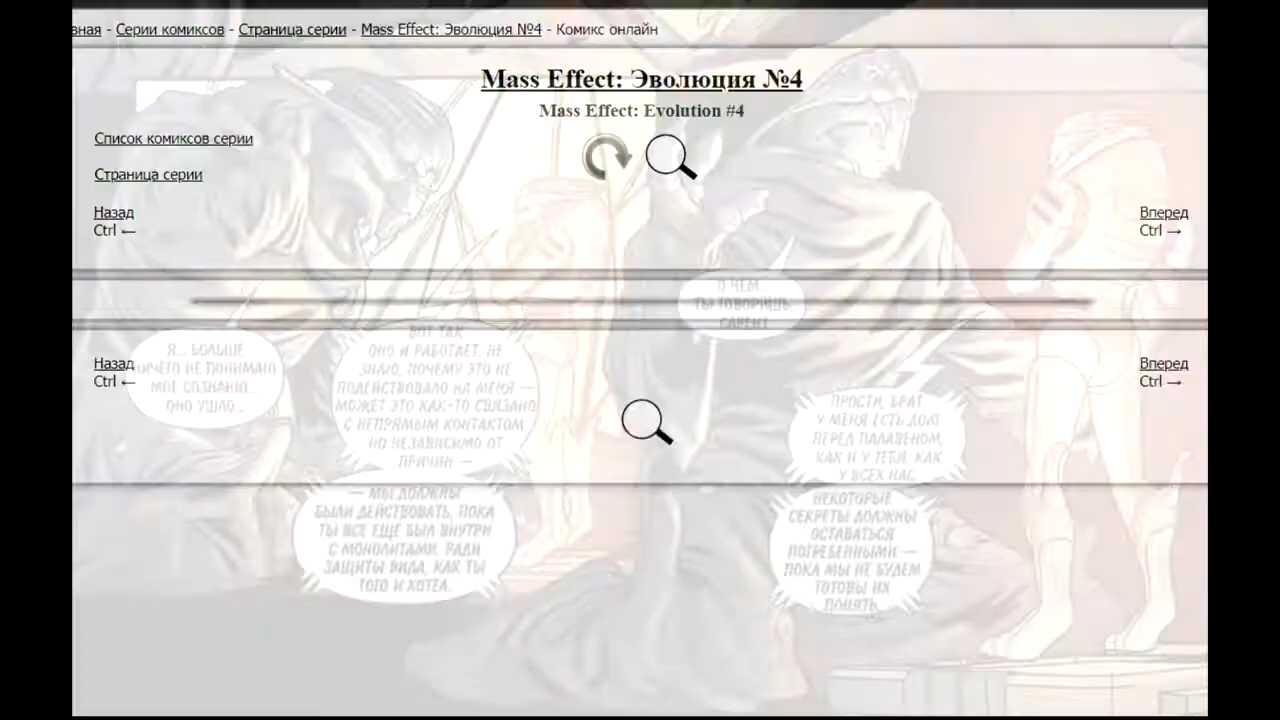 вная - Серии комиксов - Страница серии - Mass Effect: Эволюция №4 - Комикс онлайн
Mass Effect: Эволюция №4
Mass Effect: Evolution #4
Список комиксов серии
Страница серии
Назад
Ctrl ←
Вперед
Ctrl →
О ЧЕМ
ТЫ ГОВОРИШЬ,
САРЕН?
Я... БОЛЬШЕ
НИЧЕГО НЕ ПОНИМАЮ
МОЕ СОЗНАНИЕ...
ОНО УШЛО...
ВОТ ТАК
ОНО И РАБОТАЕТ. НЕ
ЗНАЮ, ПОЧЕМУ ЭТО НЕ
ПОДЕЙСТВОВАЛО НА МЕНЯ —
МОЖЕТ ЭТО КАК-ТО СВЯЗАНО
С НЕПРЯМЫМ КОНТАКТОМ
НО НЕЗАВИСИМО ОТ
ПРИЧИН —
Назад
Ctrl ←
Вперед
Ctrl →
ПРОСТИ, БРАТ
У МЕНЯ ЕСТЬ ДОЛГ
ПЕРЕД ПАЛАВЕНОМ,
КАК И У ТЕБЯ. КАК
У ВСЕХ НАС.
— МЫ ДОЛЖНЫ
БЫЛИ ДЕЙСТВОВАТЬ, ПОКА
ТЫ ВСЕ ЕЩЕ БЫЛ ВНУТРИ
С МОНОЛИТАМИ. РАДИ
ЗАЩИТЫ ВИДА, КАК ТЫ
ТОГО И ХОТЕЛ.
НЕКОТОРЫЕ
СЕКРЕТЫ ДОЛЖНЫ
ОСТАВАТЬСЯ
ПОГРЕБЕННЫМИ —
ПОКА МЫ НЕ БУДЕМ
ГОТОВЫ ИХ
ПОНЯТЬ.